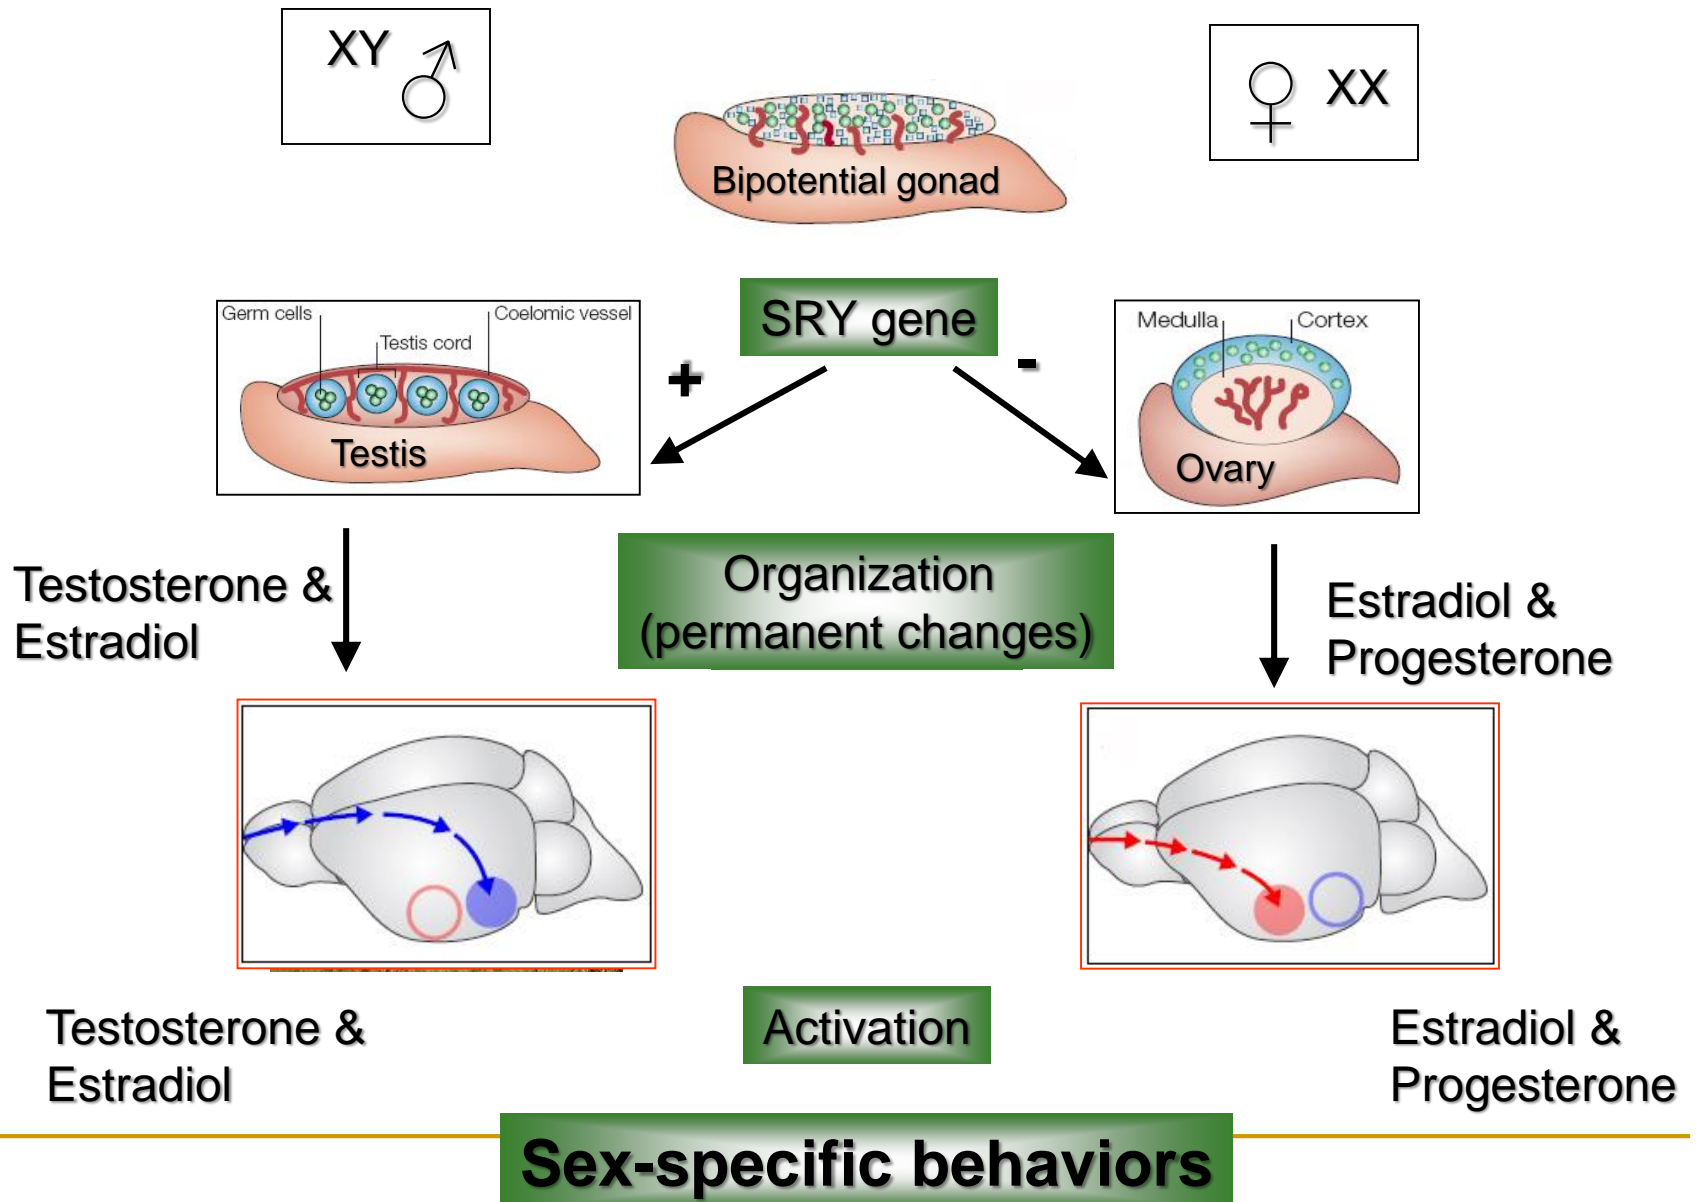 XY
XX
Bipotential gonad
SRY gene
+
-
Germ cells
Coelomic vessel
Testis cord
Testis
Medulla
Cortex
Ovary
Testosterone &
Estradiol
Organization
(permanent changes)
Estradiol &
Progesterone
Testosterone &
Estradiol
Activation
Estradiol &
Progesterone
Sex-specific behaviors